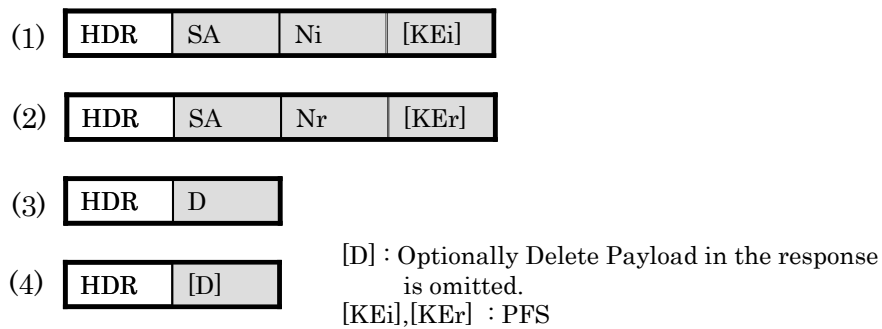 (1) HDR SA Ni [KEi]
(2) HDR SA Nr [KEr]
(3) HDR D
(4) HDR [D]
[D] : Optionally Delete Payload in the response
is omitted.
[KEi],[KEr] : PFS